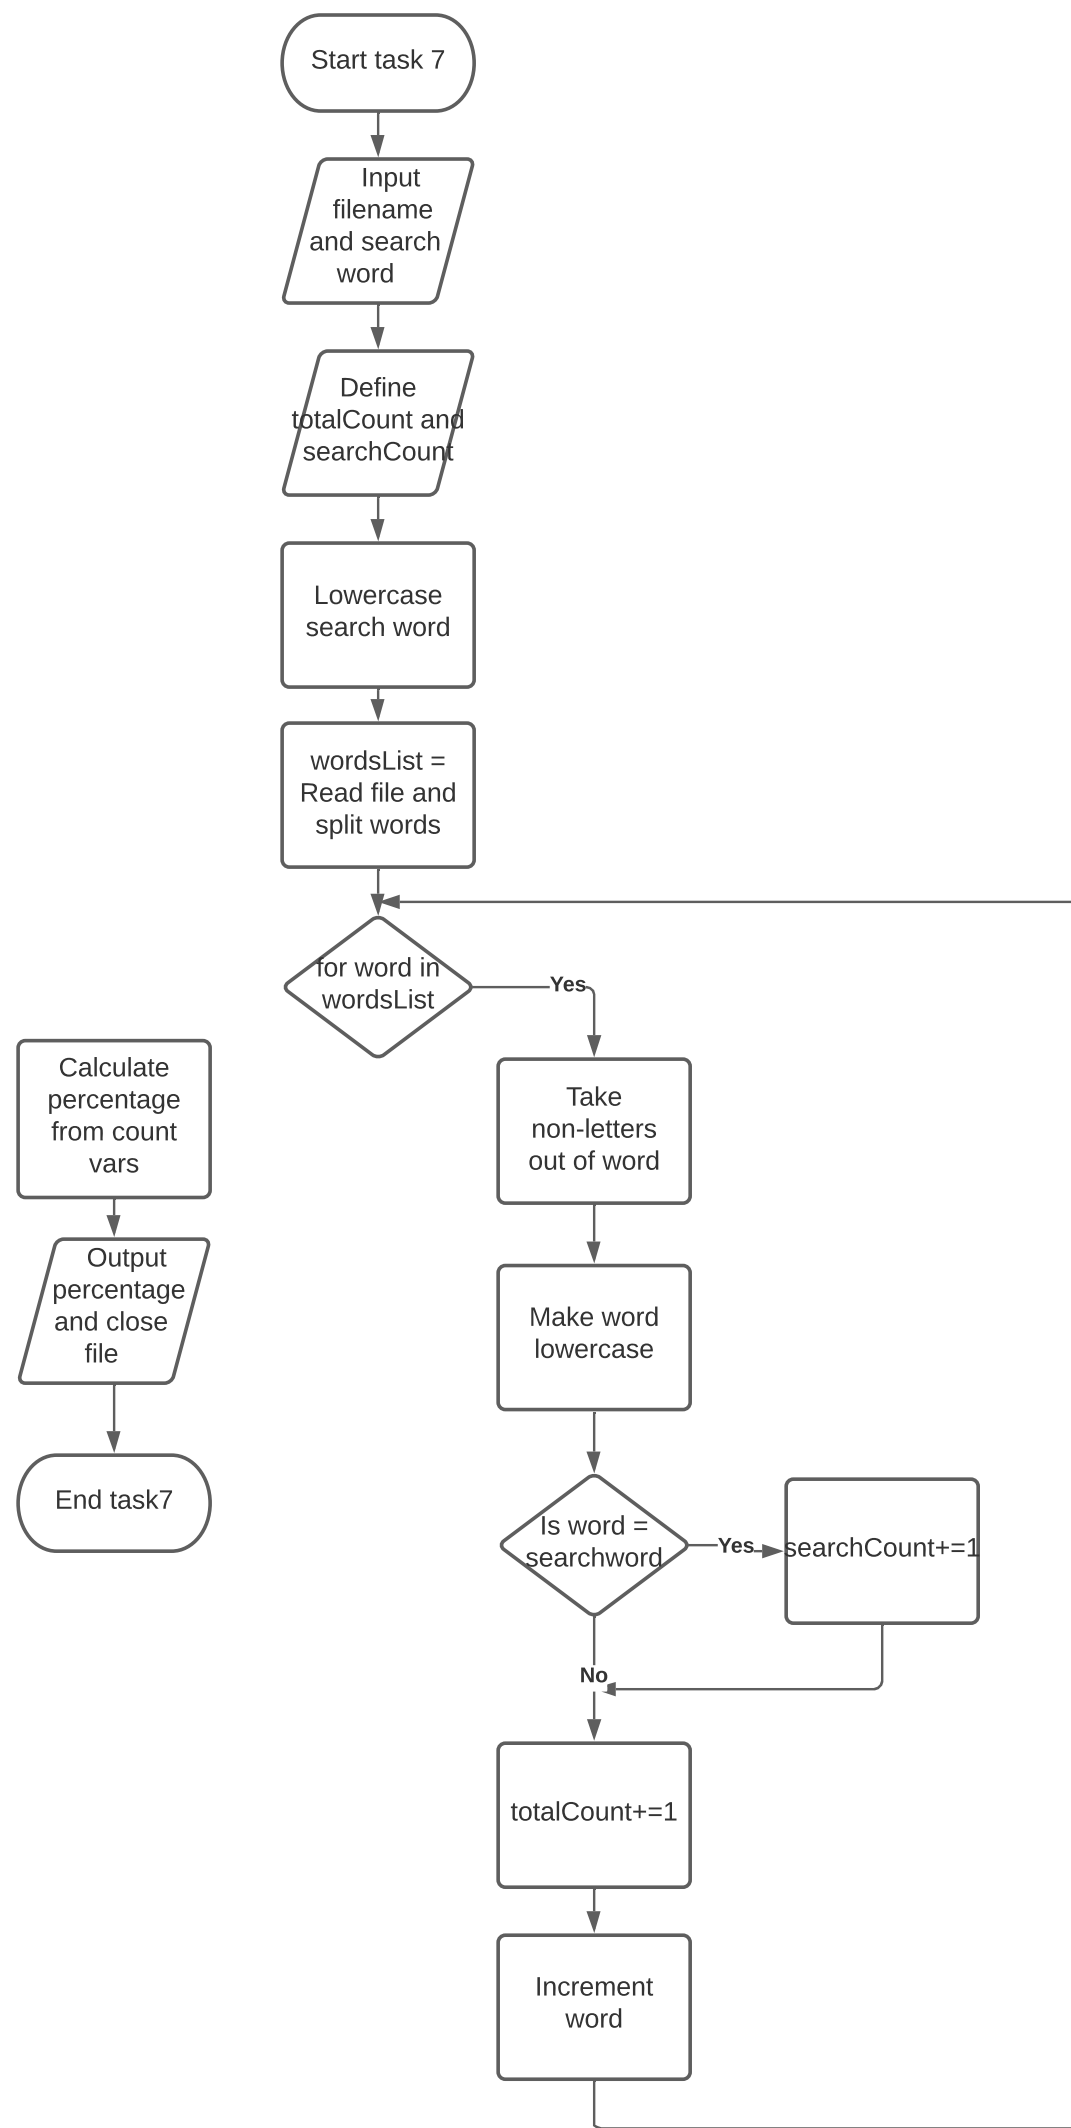 Start task 7
Input
filename
and search
word
Define
totalCount and
searchCount
Lowercase
search word
wordsList =
Read file and
split words
for word in
wordsList
Yes
Take
non-letters
out of word
Make word
lowercase
Is word =
searchword
Yes
searchCount+=1
No
totalCount+=1
Increment
word
Calculate
percentage
from count
vars
Output
percentage
and close
file
End task7